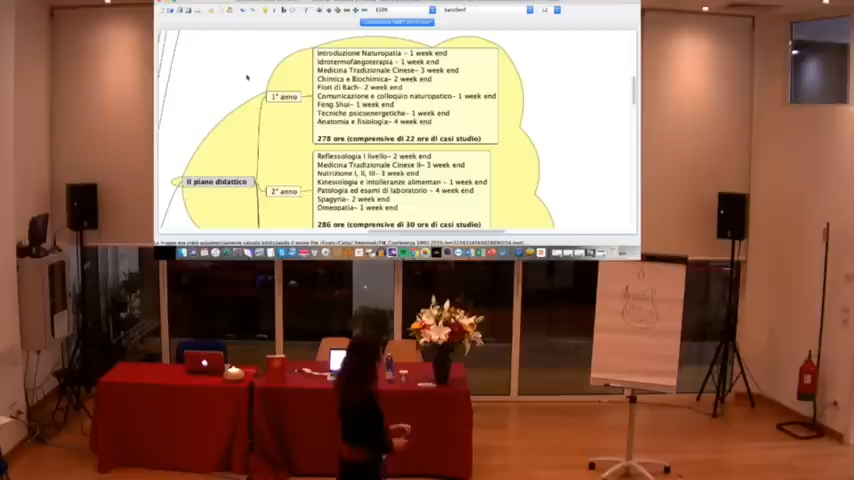 SansSerif
12
Introduzione Naturopatia - 1 week end
Idrotermofangoterapia - 1 week end
Medicina Tradizionale Cinese- 3 week end
Chimica e Biochimica- 2 week end
Fiori di Bach- 2 week end
Comunicazione e colloquio naturopatico- 1 week end
Feng Shui- 1 week end
Tecniche psicoenergetiche- 1 week end
Anatomia e fisiologia- 4 week end
278 ore (comprensive di 22 ore di casi studio)
1° anno
Il piano didattico
Reflessologia I livello- 2 week end
Medicina Tradizionale Cinese II- 3 week end
Nutrizione I, II, III- 3 week end
Kinesiologia e intolleranze alimentari - 1 week end
Patologia ed esami di laboratorio - 4 week end
Spagyria- 2 week end
Omeopatia- 1 week end
286 ore (comprensive di 30 ore di casi studio)
2° anno